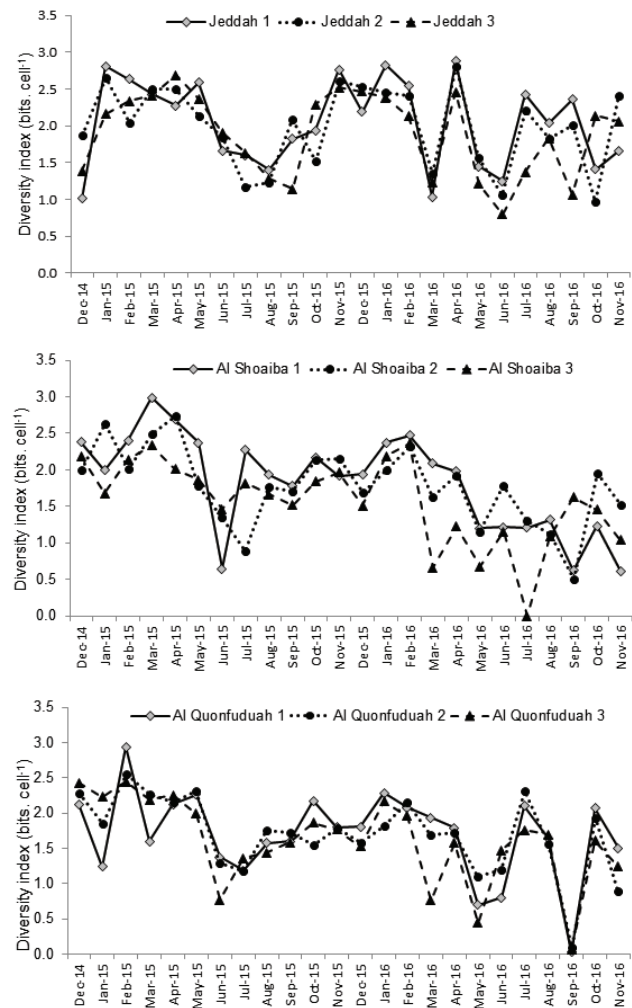 Jeddah 1 Jeddah 2 Jeddah 3
Diversity index (bits. cell-1)
3.5
3.0
2.5
2.0
1.5
1.0
0.5
0.0
Dec-14 Jan-15 Feb-15 Mar-15 Apr-15 May-15 Jun-15 Jul-15 Aug-15 Sep-15 Oct-15 Nov-15 Dec-15 Jan-16 Feb-16 Mar-16 Apr-16 May-16 Jun-16 Jul-16 Aug-16 Sep-16 Oct-16 Nov-16
Al Shoaiba 1 Al Shoaiba 2 Al Shoaiba 3
Diversity index (bits. cell-1)
3.5
3.0
2.5
2.0
1.5
1.0
0.5
0.0
Dec-14 Jan-15 Feb-15 Mar-15 Apr-15 May-15 Jun-15 Jul-15 Aug-15 Sep-15 Oct-15 Nov-15 Dec-15 Jan-16 Feb-16 Mar-16 Apr-16 May-16 Jun-16 Jul-16 Aug-16 Sep-16 Oct-16 Nov-16
Al Quonfuduah 1 Al Quonfuduah 2 Al Quonfuduah 3
Diversity index (bits. cell-1)
3.5
3.0
2.5
2.0
1.5
1.0
0.5
0.0
Dec-14 Jan-15 Feb-15 Mar-15 Apr-15 May-15 Jun-15 Jul-15 Aug-15 Sep-15 Oct-15 Nov-15 Dec-15 Jan-16 Feb-16 Mar-16 Apr-16 May-16 Jun-16 Jul-16 Aug-16 Sep-16 Oct-16 Nov-16